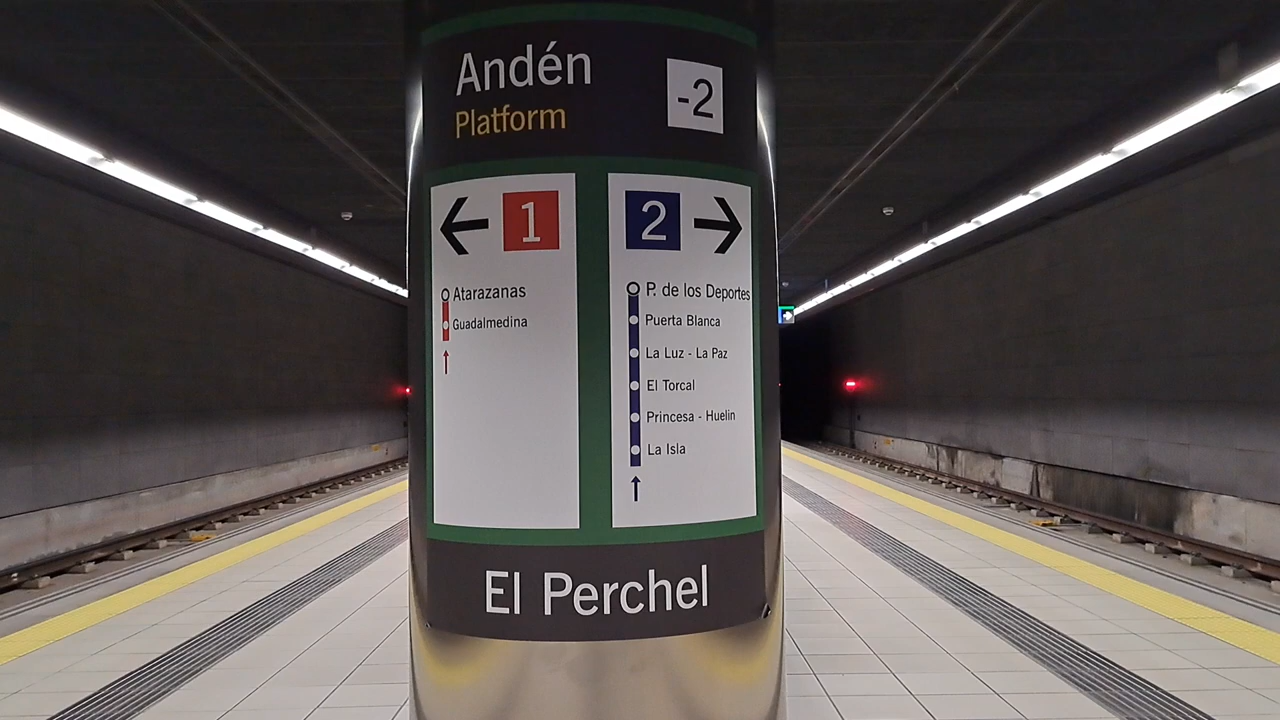 Andén
Platform
-2
1
Atarazanas
Guadalmedina
2
P. de los Deportes
Puerta Blanca
La Luz - La Paz
El Torcal
Princesa - Huelin
La Isla
El Perchel